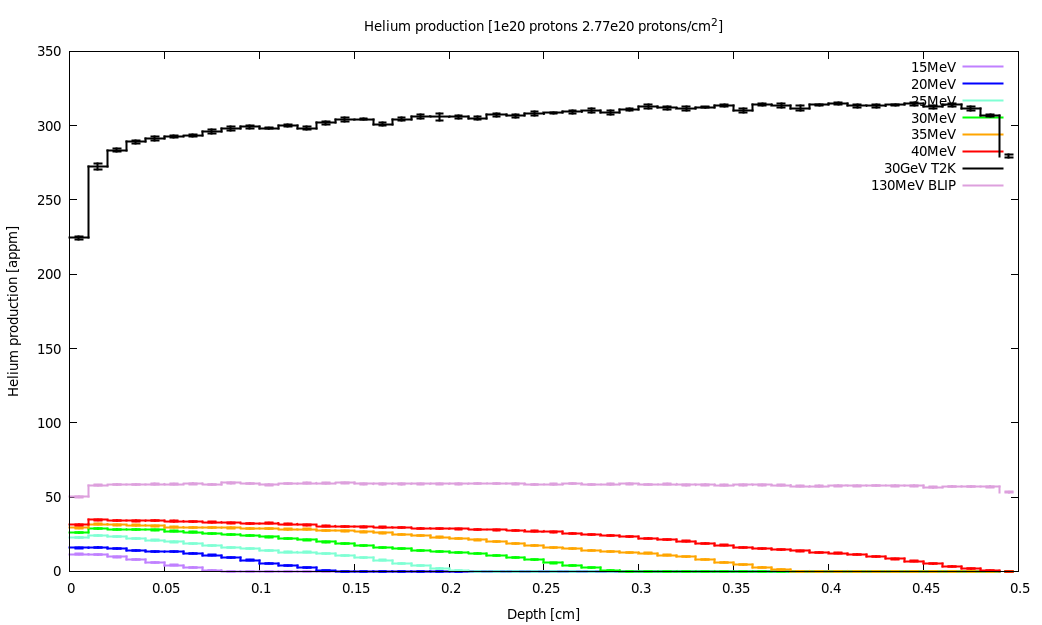 Helium production [1e20 protons 2.77e20 protons/cm²]
Helium production [appm]
350
300
250
200
150
100
50
0
15MeV
20MeV
25MeV
30MeV
35MeV
40MeV
30GeV T2K
130MeV BLIP
0 0.05 0.1 0.15 0.2 0.25 0.3 0.35 0.4 0.45 0.5
Depth [cm]